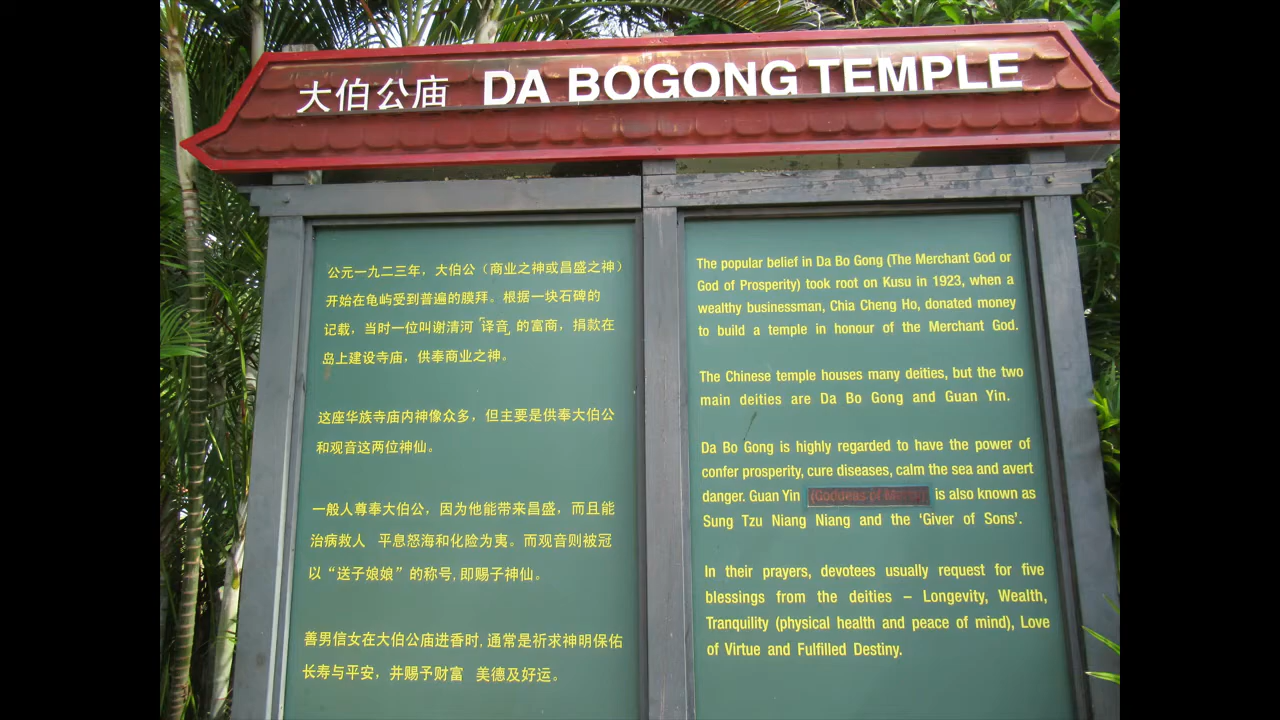 大伯公庙 DA BOGONG TEMPLE
公元一九二三年，大伯公（商业之神或昌盛之神）
开始在龟屿受到普遍的膜拜。根据一块石碑的
记载，当时一位叫谢清河「译音」的富商，捐款在
岛上建设寺庙，供奉商业之神。
这座华族寺庙内神像众多，但主要是供奉大伯公
和观音这两位神仙。
一般人尊奉大伯公，因为他能带来昌盛，而且能
治病救人 平息怒海和化险为夷。而观音则被冠
以“送子娘娘”的称号,即赐子神仙。
善男信女在大伯公庙进香时,通常是祈求神明保佑
长寿与平安，并赐予财富 美德及好运。
The popular belief in Da Bo Gong (The Merchant God or
God of Prosperity) took root on Kusu in 1923, when a
wealthy businessman, Chia Cheng Ho, donated money
to build a temple in honour of the Merchant God.
The Chinese temple houses many deities, but the two
main deities are Da Bo Gong and Guan Yin.
Da Bo Gong is highly regarded to have the power of
confer prosperity, cure diseases, calm the sea and avert
danger. Guan Yin (Goddess of Mercy) is also known as
Sung Tzu Niang Niang and the ‘Giver of Sons’.
In their prayers, devotees usually request for five
blessings from the deities – Longevity, Wealth,
Tranquility (physical health and peace of mind), Love
of Virtue and Fulfilled Destiny.